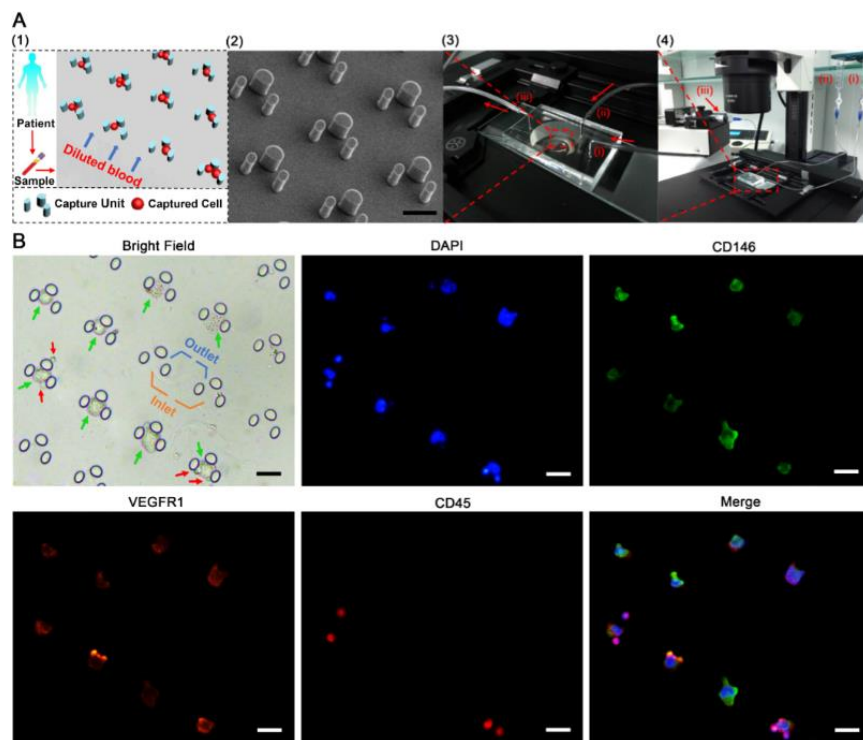 A
(1)
(2)
(3)
(4)
Patient
Sample
Diluted blood
Capture Unit
Captured Cell
(iii)
(ii)
(i)
(ii)
(i)
(iii)
B
Bright Field
DAPI
CD146
Outlet
Inlet
VEGFR1
CD45
Merge